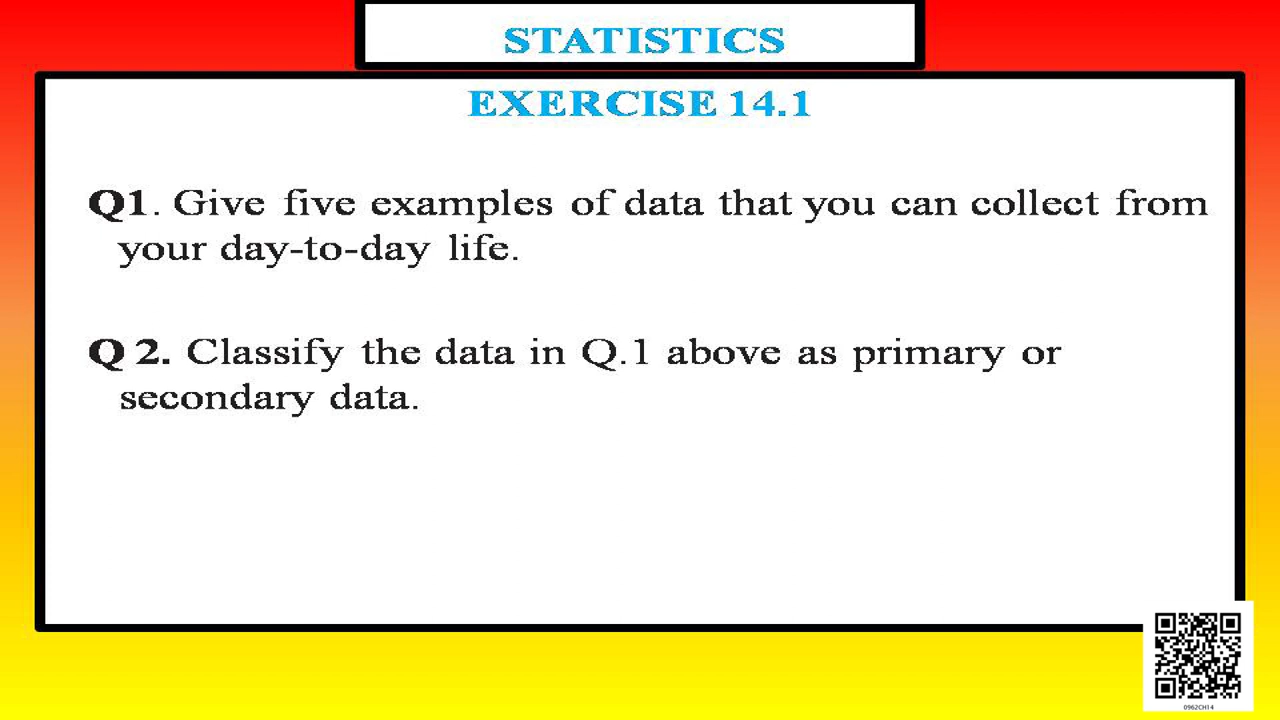 STATISTICS
EXERCISE 14.1
Q1. Give five examples of data that you can collect from
your day-to-day life.
Q 2. Classify the data in Q.1 above as primary or
secondary data.
0962CH14